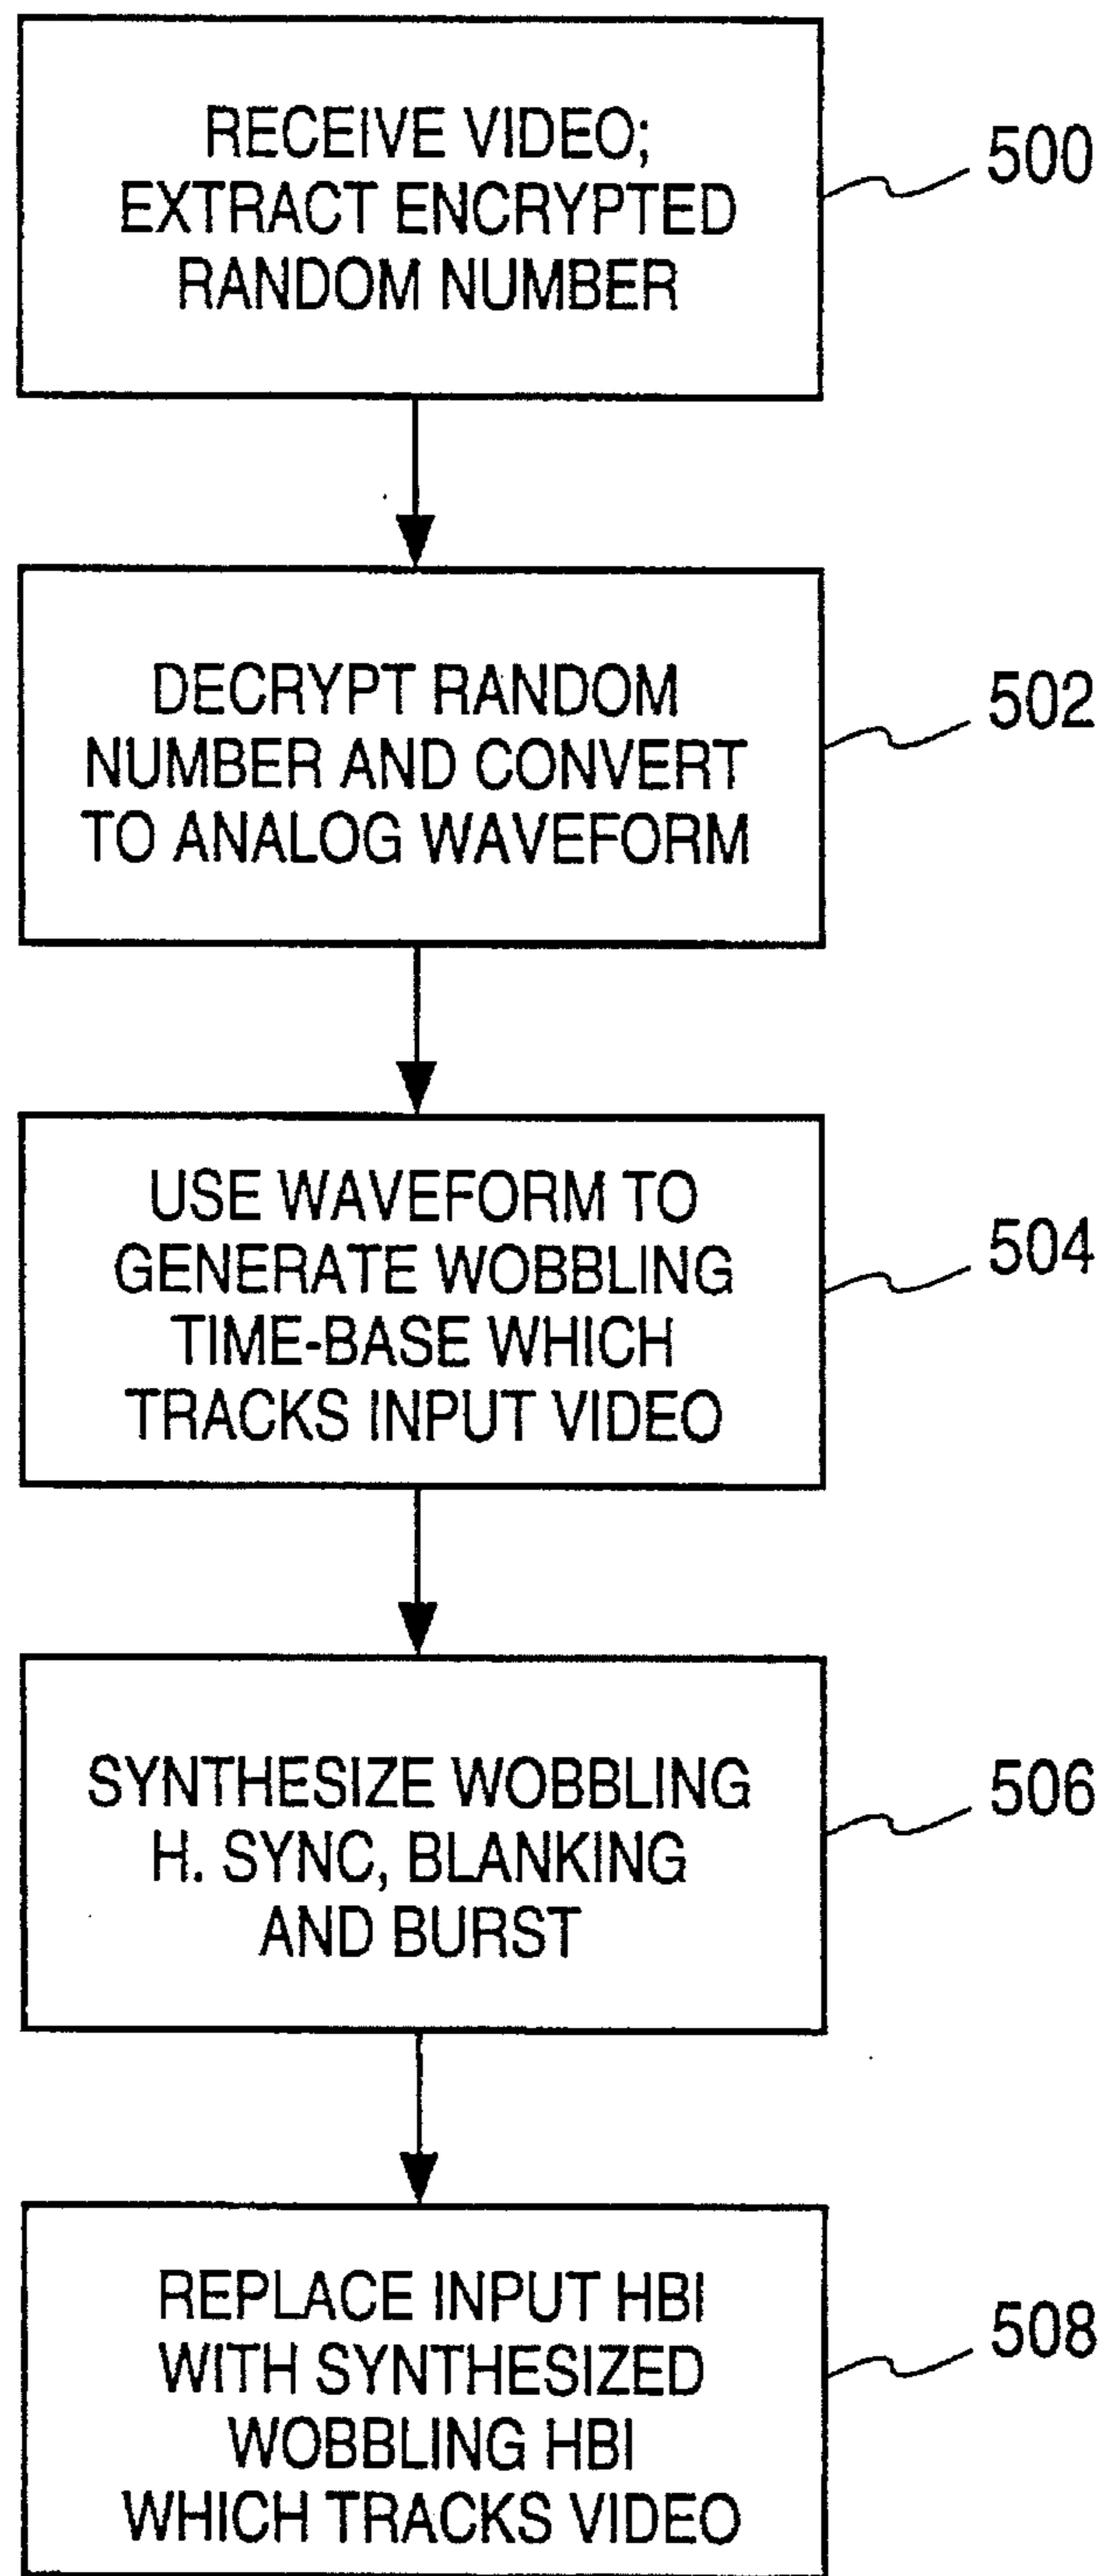 RECEIVE VIDEO;
EXTRACT ENCRYPTED
RANDOM NUMBER
500
DECRYPT RANDOM
NUMBER AND CONVERT
TO ANALOG WAVEFORM
502
USE WAVEFORM TO
GENERATE WOBBLING
TIME-BASE WHICH
TRACKS INPUT VIDEO
504
SYNTHESIZE WOBBLING
H. SYNC, BLANKING
AND BURST
506
REPLACE INPUT HBI
WITH SYNTHESIZED
WOBBLING HBI
WHICH TRACKS VIDEO
508